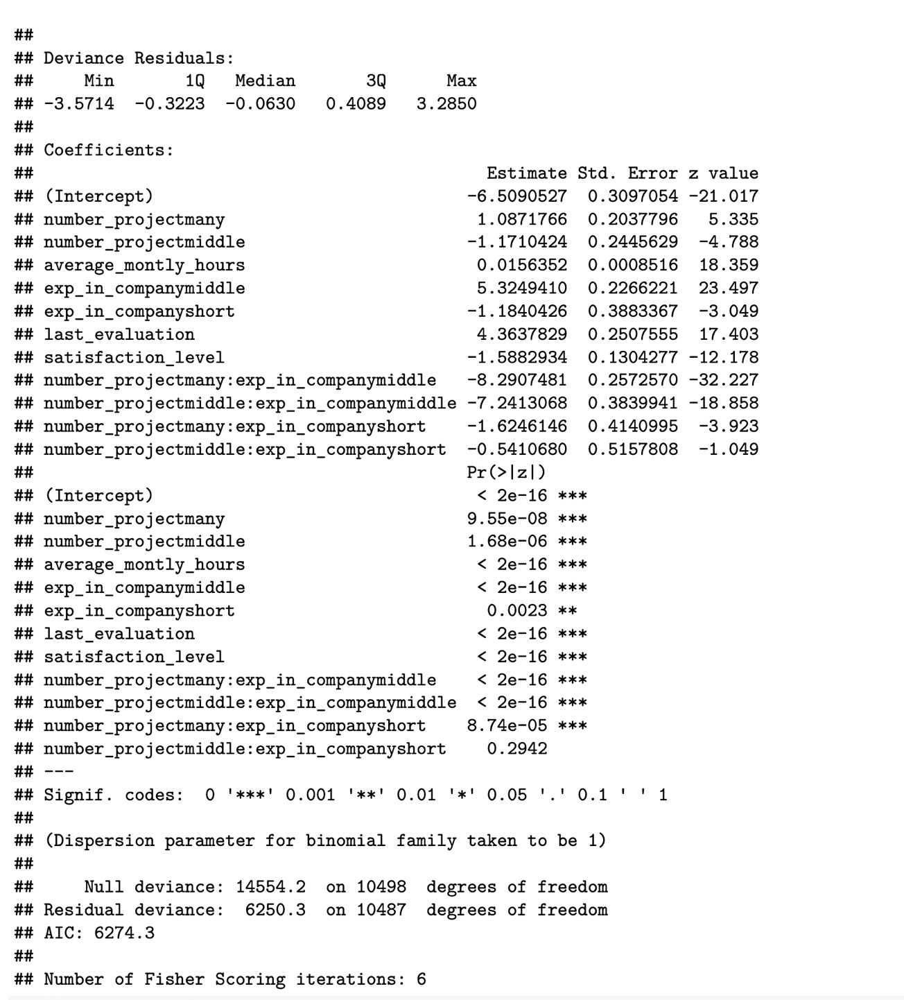 ##
## Deviance Residuals:
##     Min       1Q   Median       3Q      Max
## -3.5714  -0.3223  -0.0630   0.4089   3.2850
##
## Coefficients:
##                                             Estimate Std. Error z value
## (Intercept)                               -6.5090527  0.3097054 -21.017
## number_projectmany                         1.0871766  0.2037796   5.335
## number_projectmiddle                      -1.1710424  0.2445629  -4.788
## average_montly_hours                       0.0156352  0.0008516  18.359
## exp_in_companymiddle                       5.3249410  0.2266221  23.497
## exp_in_companyshort                       -1.1840426  0.3883367  -3.049
## last_evaluation                            4.3637829  0.2507555  17.403
## satisfaction_level                        -1.5882934  0.1304277 -12.178
## number_projectmany:exp_in_companymiddle   -8.2907481  0.2572570 -32.227
## number_projectmiddle:exp_in_companymiddle -7.2413068  0.3839941 -18.858
## number_projectmany:exp_in_companyshort    -1.6246146  0.4140995  -3.923
## number_projectmiddle:exp_in_companyshort  -0.5410680  0.5157808  -1.049
##                                           Pr(>|z|)
## (Intercept)                                < 2e-16 ***
## number_projectmany                        9.55e-08 ***
## number_projectmiddle                      1.68e-06 ***
## average_montly_hours                       < 2e-16 ***
## exp_in_companymiddle                       < 2e-16 ***
## exp_in_companyshort                         0.0023 **
## last_evaluation                            < 2e-16 ***
## satisfaction_level                         < 2e-16 ***
## number_projectmany:exp_in_companymiddle    < 2e-16 ***
## number_projectmiddle:exp_in_companymiddle  < 2e-16 ***
## number_projectmany:exp_in_companyshort    8.74e-05 ***
## number_projectmiddle:exp_in_companyshort    0.2942
## ---
## Signif. codes:  0 '***' 0.001 '**' 0.01 '*' 0.05 '.' 0.1 ' ' 1
##
## (Dispersion parameter for binomial family taken to be 1)
##
##     Null deviance: 14554.2  on 10498  degrees of freedom
## Residual deviance:  6250.3  on 10487  degrees of freedom
## AIC: 6274.3
##
## Number of Fisher Scoring iterations: 6